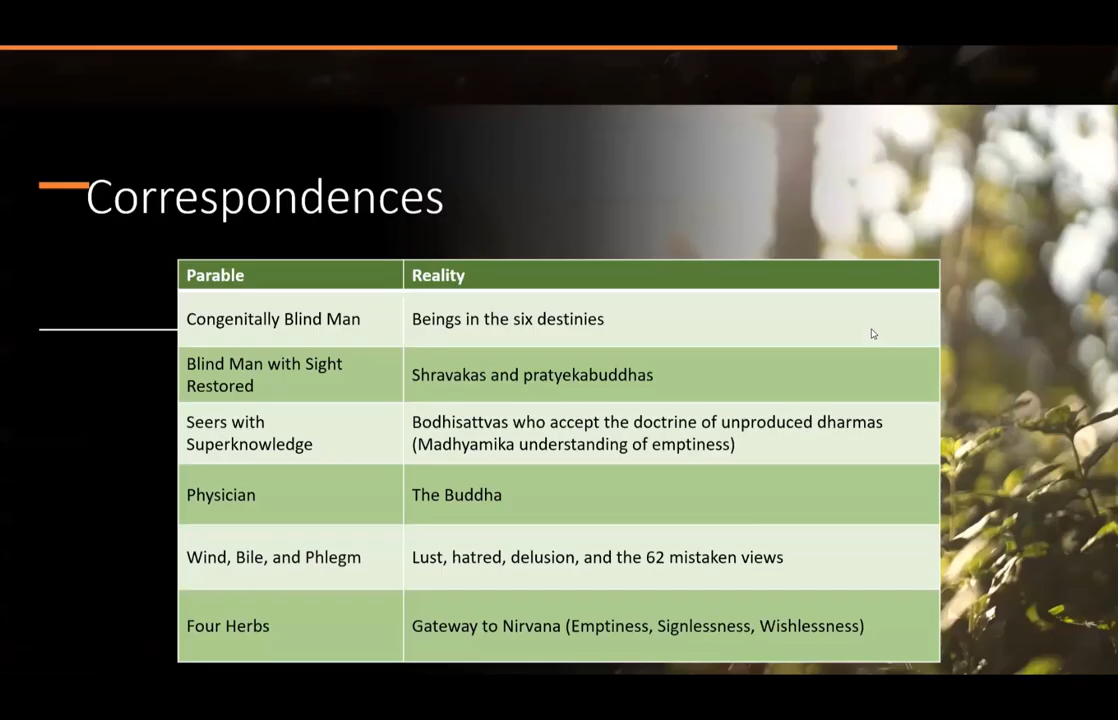 Correspondences
Parable
Reality
Congenitally Blind Man
Beings in the six destinies
Blind Man with Sight
Restored
Shravakas and pratyekabuddhas
Seers with
Superknowledge
Bodhisattvas who accept the doctrine of unproduced dharmas
(Madhyamika understanding of emptiness)
Physician
The Buddha
Wind, Bile, and Phlegm
Lust, hatred, delusion, and the 62 mistaken views
Four Herbs
Gateway to Nirvana (Emptiness, Signlessness, Wishlessness)